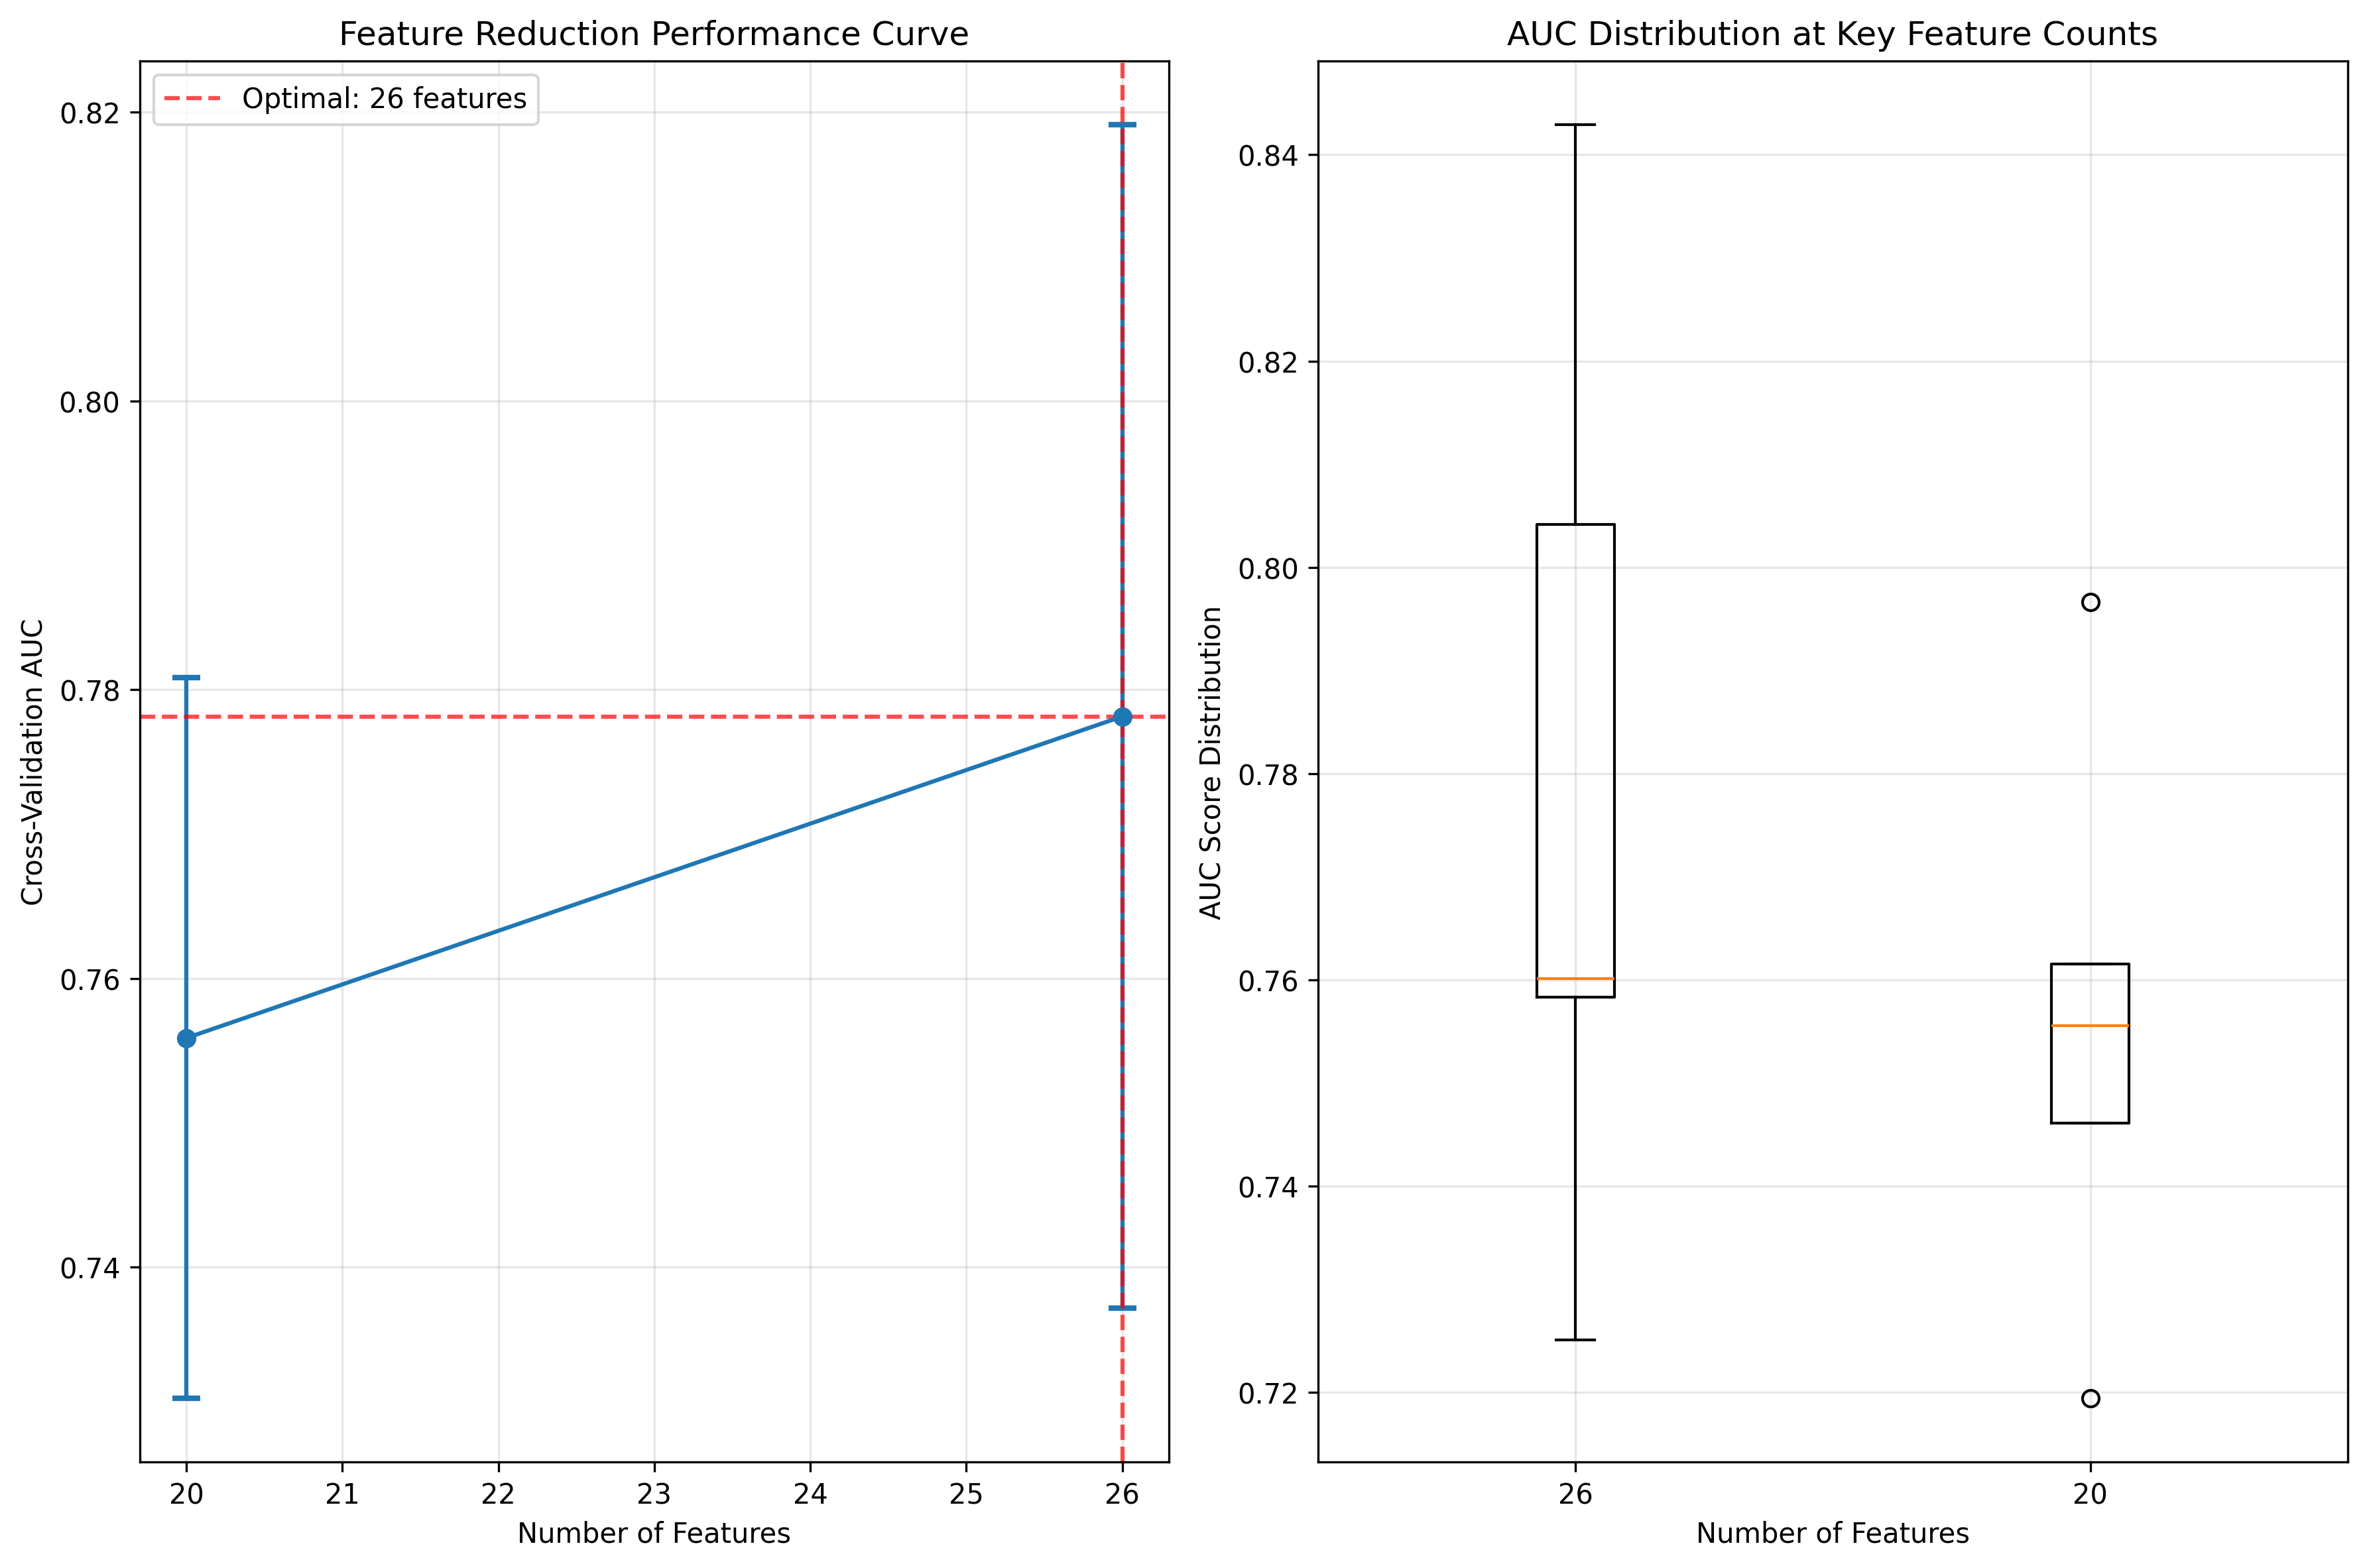 Feature Reduction Performance Curve
Optimal: 26 features
0.82
0.80
0.78
0.76
0.74
Cross-Validation AUC
20 21 22 23 24 25 26
Number of Features
AUC Distribution at Key Feature Counts
0.84
0.82
0.80
0.78
0.76
0.74
0.72
AUC Score Distribution
26 20
Number of Features